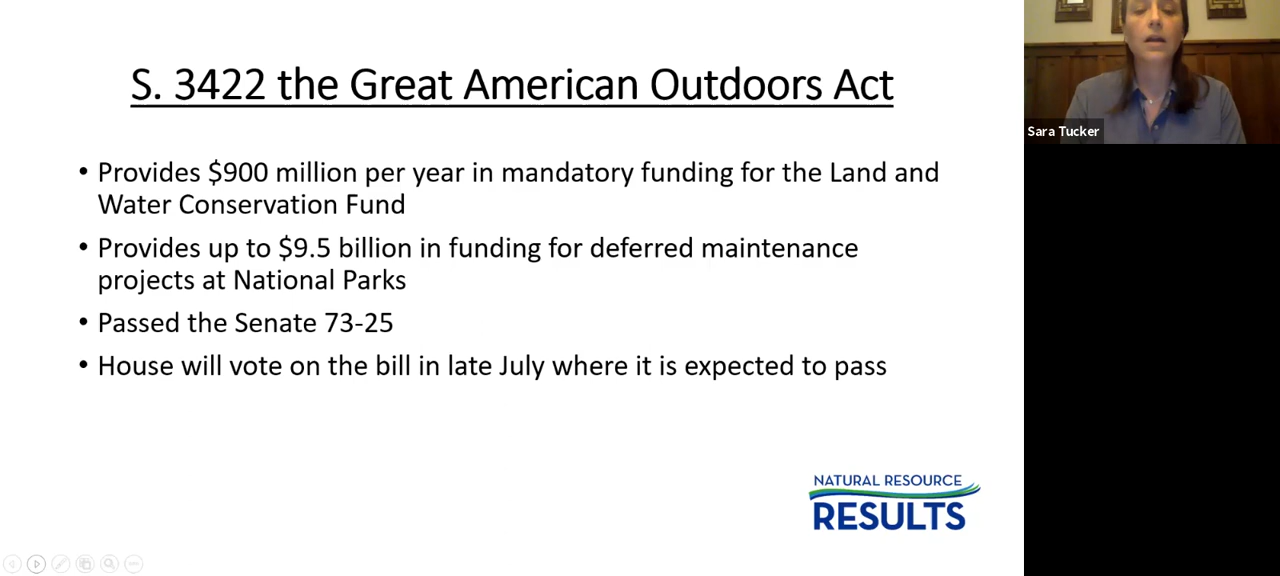 S. 3422 the Great American Outdoors Act
• Provides $900 million per year in mandatory funding for the Land and
Water Conservation Fund
• Provides up to $9.5 billion in funding for deferred maintenance
projects at National Parks
• Passed the Senate 73-25
• House will vote on the bill in late July where it is expected to pass
NATURAL RESOURCE
RESULTS
Sara Tucker